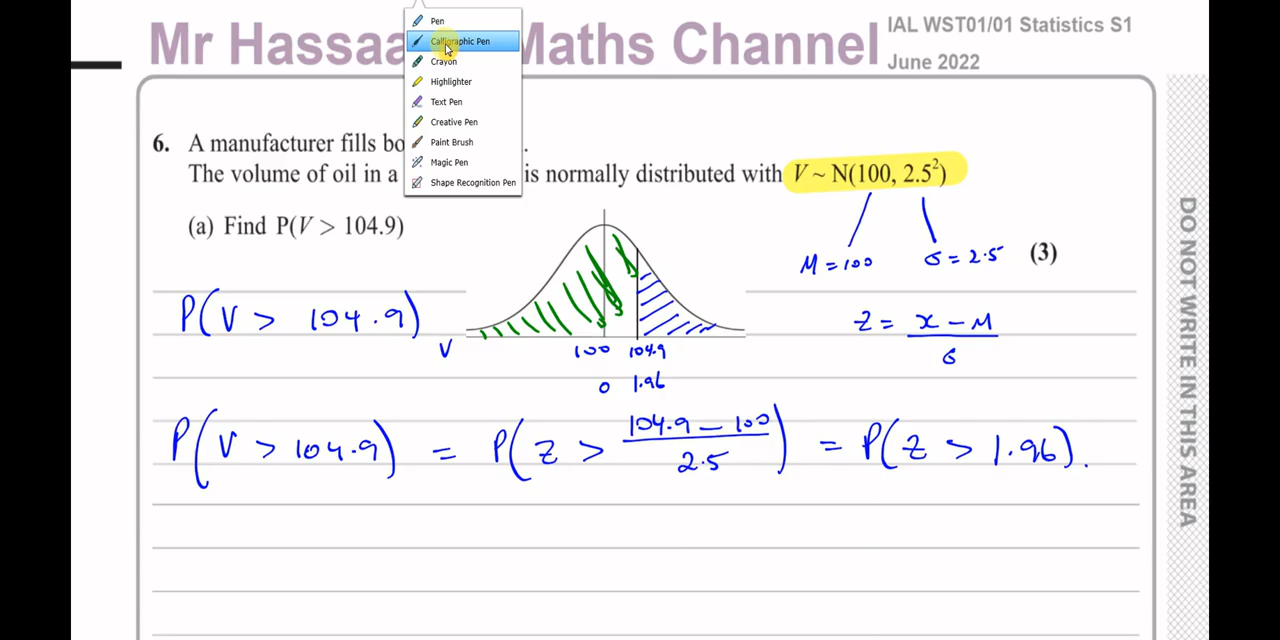 Mr Hassaa Maths Channel
IAL WST01/01 Statistics S1
June 2022
Pen
Calligraphic Pen
Crayon
Highlighter
Text Pen
Creative Pen
Paint Brush
Magic Pen
Shape Recognition Pen
6. A manufacturer fills bo .
The volume of oil in a is normally distributed with V ~ N(100, 2.5²)
(a) Find P(V > 104.9)
μ = 100 σ = 2.5 (3)
P(V > 104.9)
z = (x − μ)/σ
V 100 104.9
0 1.96
P(V > 104.9) = P(Z > (104.9 − 100)/2.5) = P(Z > 1.96).
DO NOT WRITE IN THIS AREA